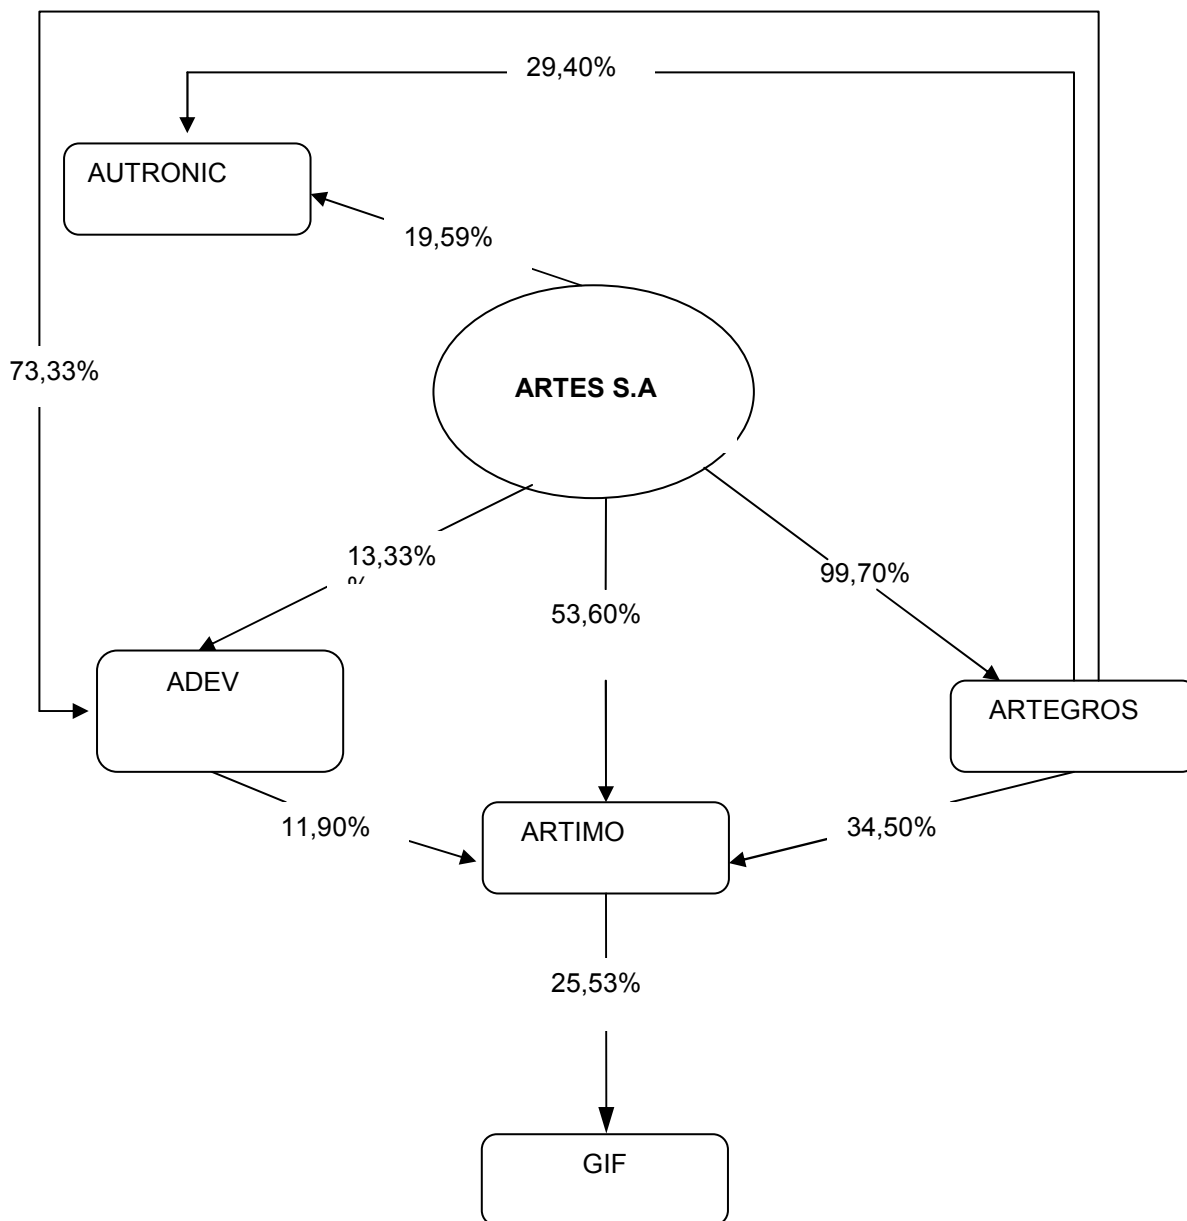 29,40%
AUTRONIC
19,59%
73,33%
ARTES S.A
13,33%
99,70%
53,60%
ADEV
ARTEGROS
11,90%
ARTIMO
34,50%
25,53%
GIF